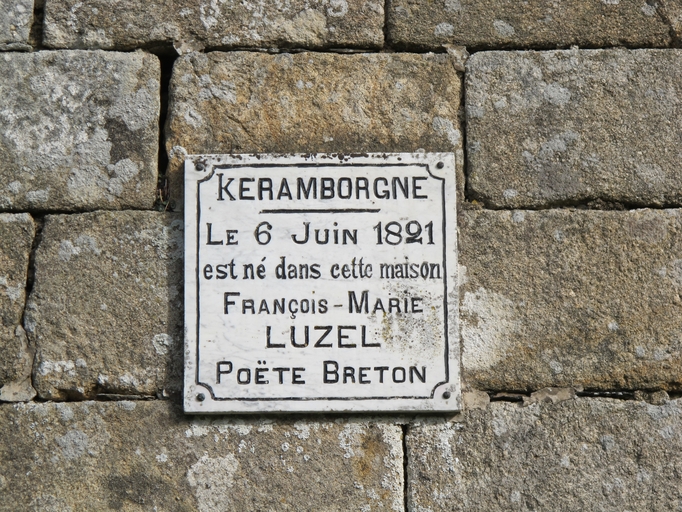 KERAMBORGNE
LE 6 JUIN 1821
est né dans cette maison
FRANÇOIS-MARIE
LUZEL
POËTE BRETON